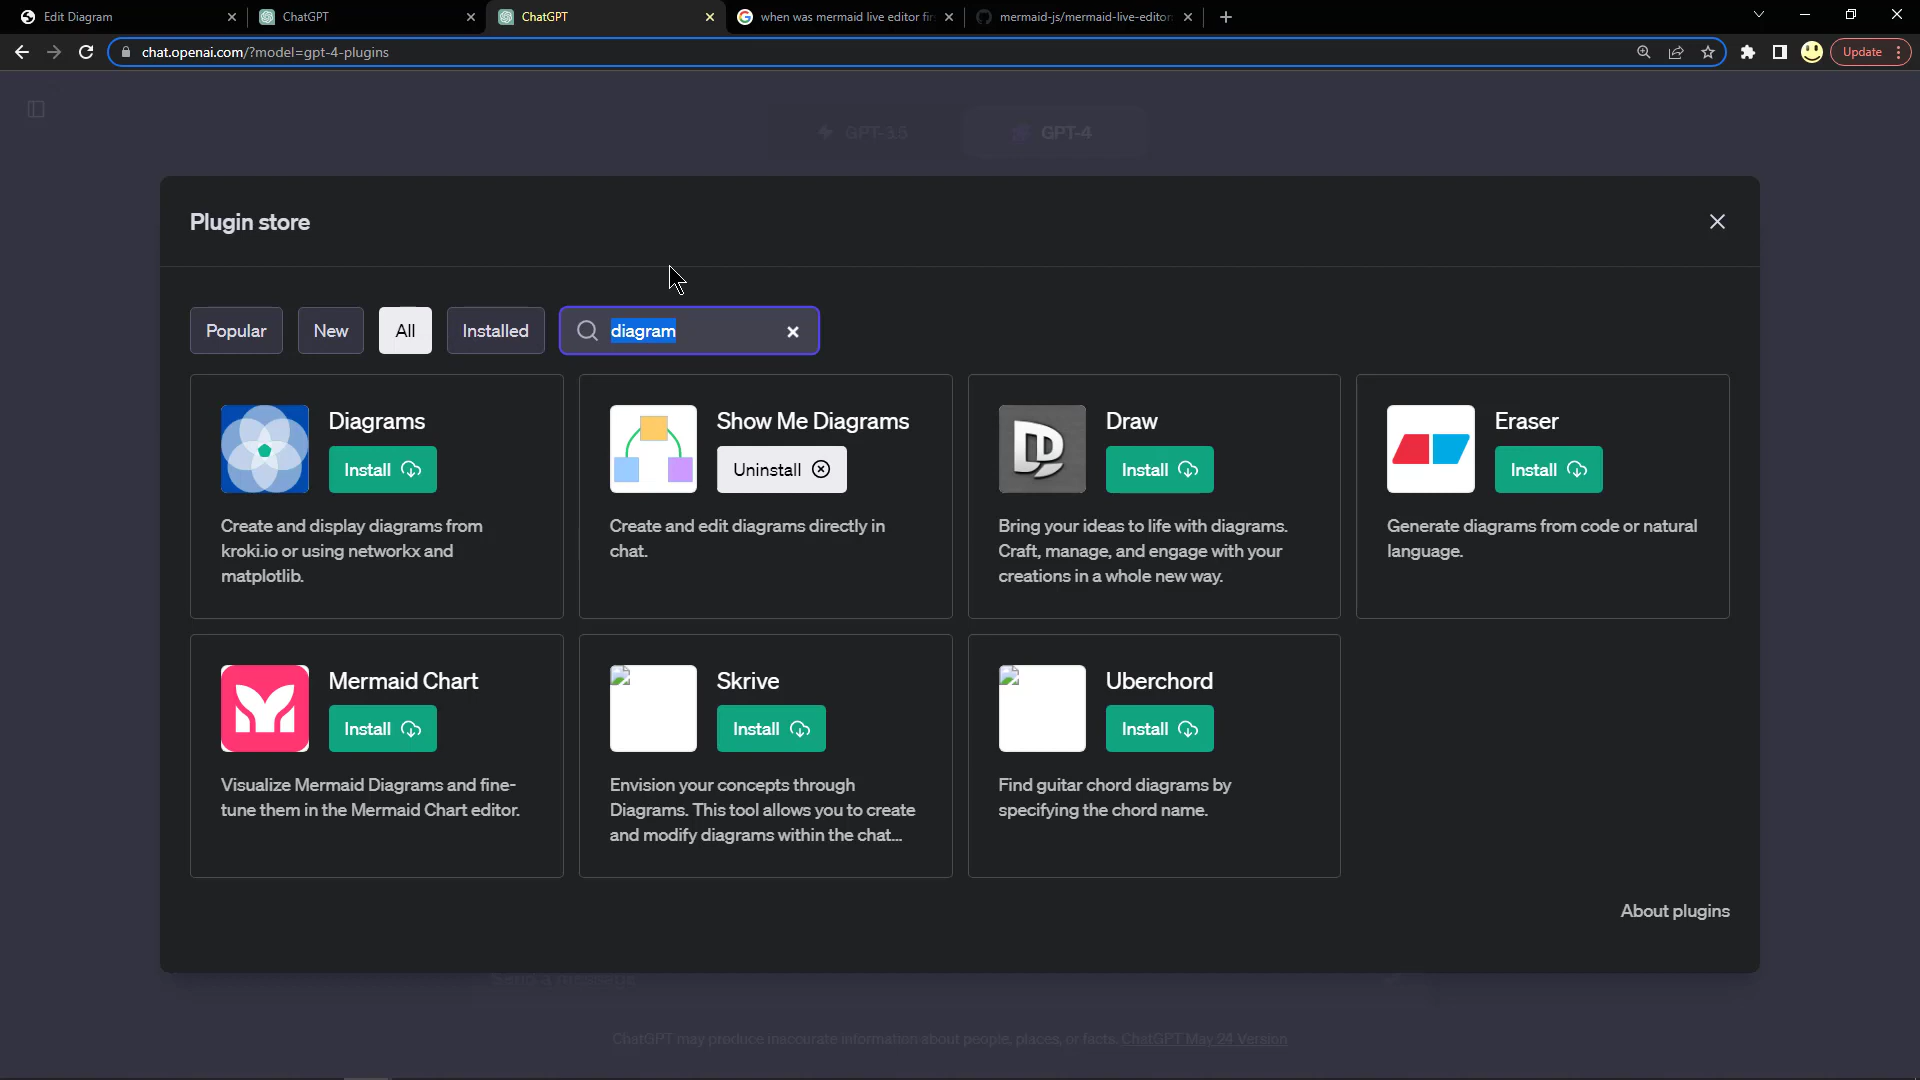 Edit Diagram
ChatGPT
ChatGPT
when was mermaid live editor fir
mermaid-js/mermaid-live-editor
chat.openai.com/?model=gpt-4-plugins
Update
GPT-3.5
GPT-4
Plugin store
Popular
New
All
Installed
diagram
Diagrams
Install
Create and display diagrams from
kroki.io or using networkx and
matplotlib.
Show Me Diagrams
Uninstall
Create and edit diagrams directly in
chat.
Draw
Install
Bring your ideas to life with diagrams.
Craft, manage, and engage with your
creations in a whole new way.
Eraser
Install
Generate diagrams from code or natural
language.
Mermaid Chart
Install
Visualize Mermaid Diagrams and fine-
tune them in the Mermaid Chart editor.
Skrive
Install
Envision your concepts through
Diagrams. This tool allows you to create
and modify diagrams within the chat...
Uberchord
Install
Find guitar chord diagrams by
specifying the chord name.
About plugins
Send a message
ChatGPT may produce inaccurate information about people, places, or facts. ChatGPT May 24 Version